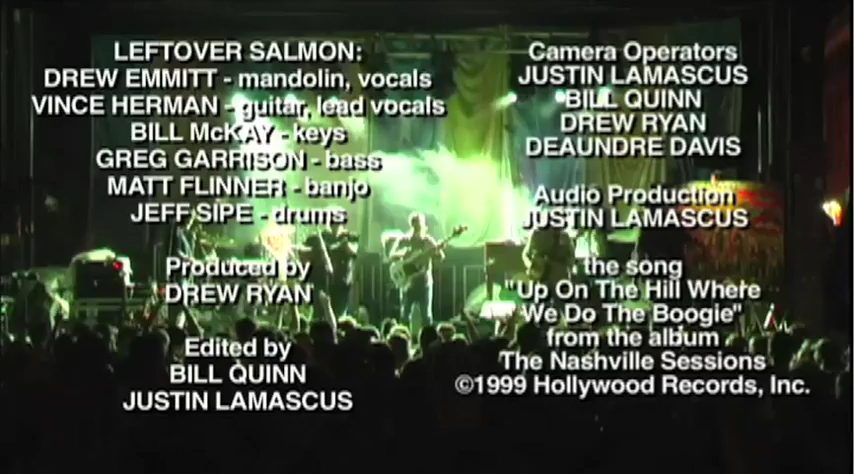 LEFTOVER SALMON:
DREW EMMITT - mandolin, vocals
VINCE HERMAN - guitar, lead vocals
BILL McKAY - keys
GREG GARRISON - bass
MATT FLINNER - banjo
JEFF SIPE - drums
Produced by
DREW RYAN
Edited by
BILL QUINN
JUSTIN LAMASCUS
Camera Operators
JUSTIN LAMASCUS
BILL QUINN
DREW RYAN
DEAUNDRE DAVIS
Audio Production
JUSTIN LAMASCUS
the song
"Up On The Hill Where
We Do The Boogie"
from the album
The Nashville Sessions
©1999 Hollywood Records, Inc.